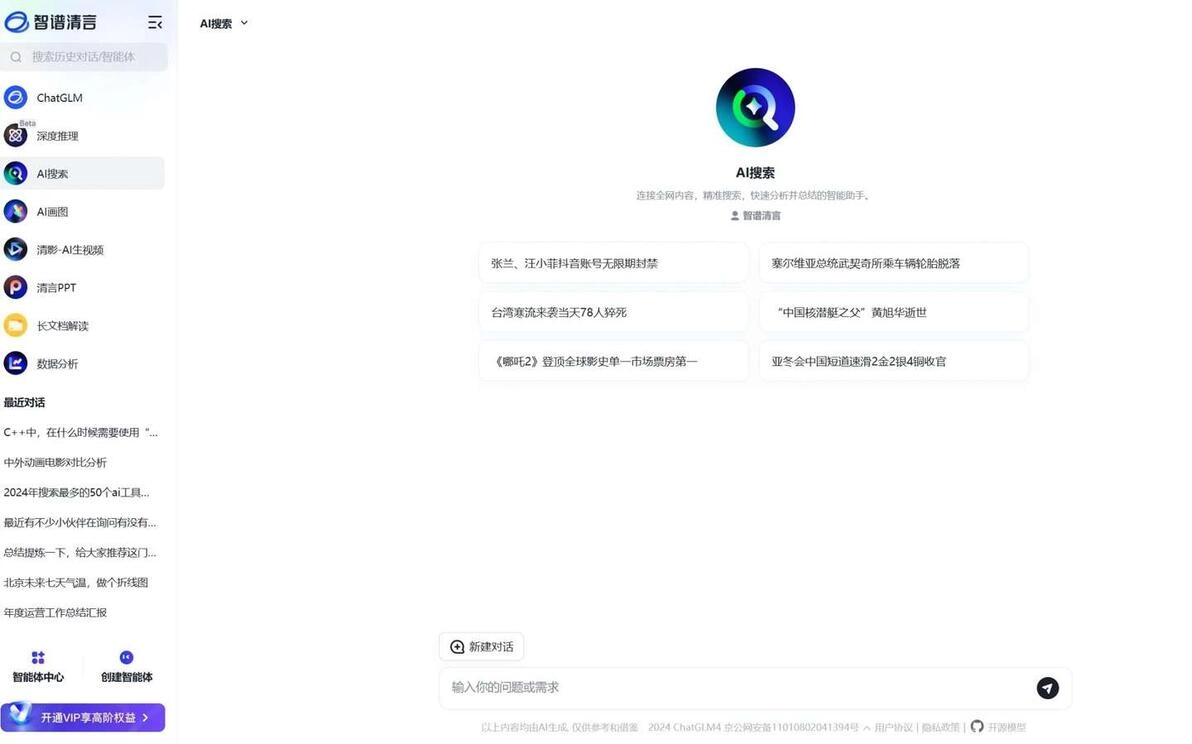 智谱清言
搜索历史对话/智能体
ChatGLM
Beta
深度推理
AI搜索
AI画图
清影-AI生视频
清言PPT
长文档解读
数据分析
最近对话
C++中，在什么时候需要使用“...
中外动画电影对比分析
2024年搜索最多的50个ai工具...
最近有不少小伙伴在询问有没有...
总结提炼一下，给大家推荐这门...
北京未来七天气温，做个折线图
年度运营工作总结汇报
智能体中心
创建智能体
开通VIP享高阶权益
AI搜索
AI搜索
连接全网内容，精准搜索，快速分析并总结的智能助手。
智谱清言
张兰、汪小菲抖音账号无限期封禁
塞尔维亚总统武契奇所乘车辆轮胎脱落
台湾寒流来袭当天78人猝死
“中国核潜艇之父”黄旭华逝世
《哪吒2》登顶全球影史单一市场票房第一
亚冬会中国短道速滑2金2银4铜收官
新建对话
输入你的问题或需求
以上内容均由AI生成, 仅供参考和借鉴 2024 ChatGLM4 京公网安备11010802041394号 用户协议 | 隐私政策 | 开源模型